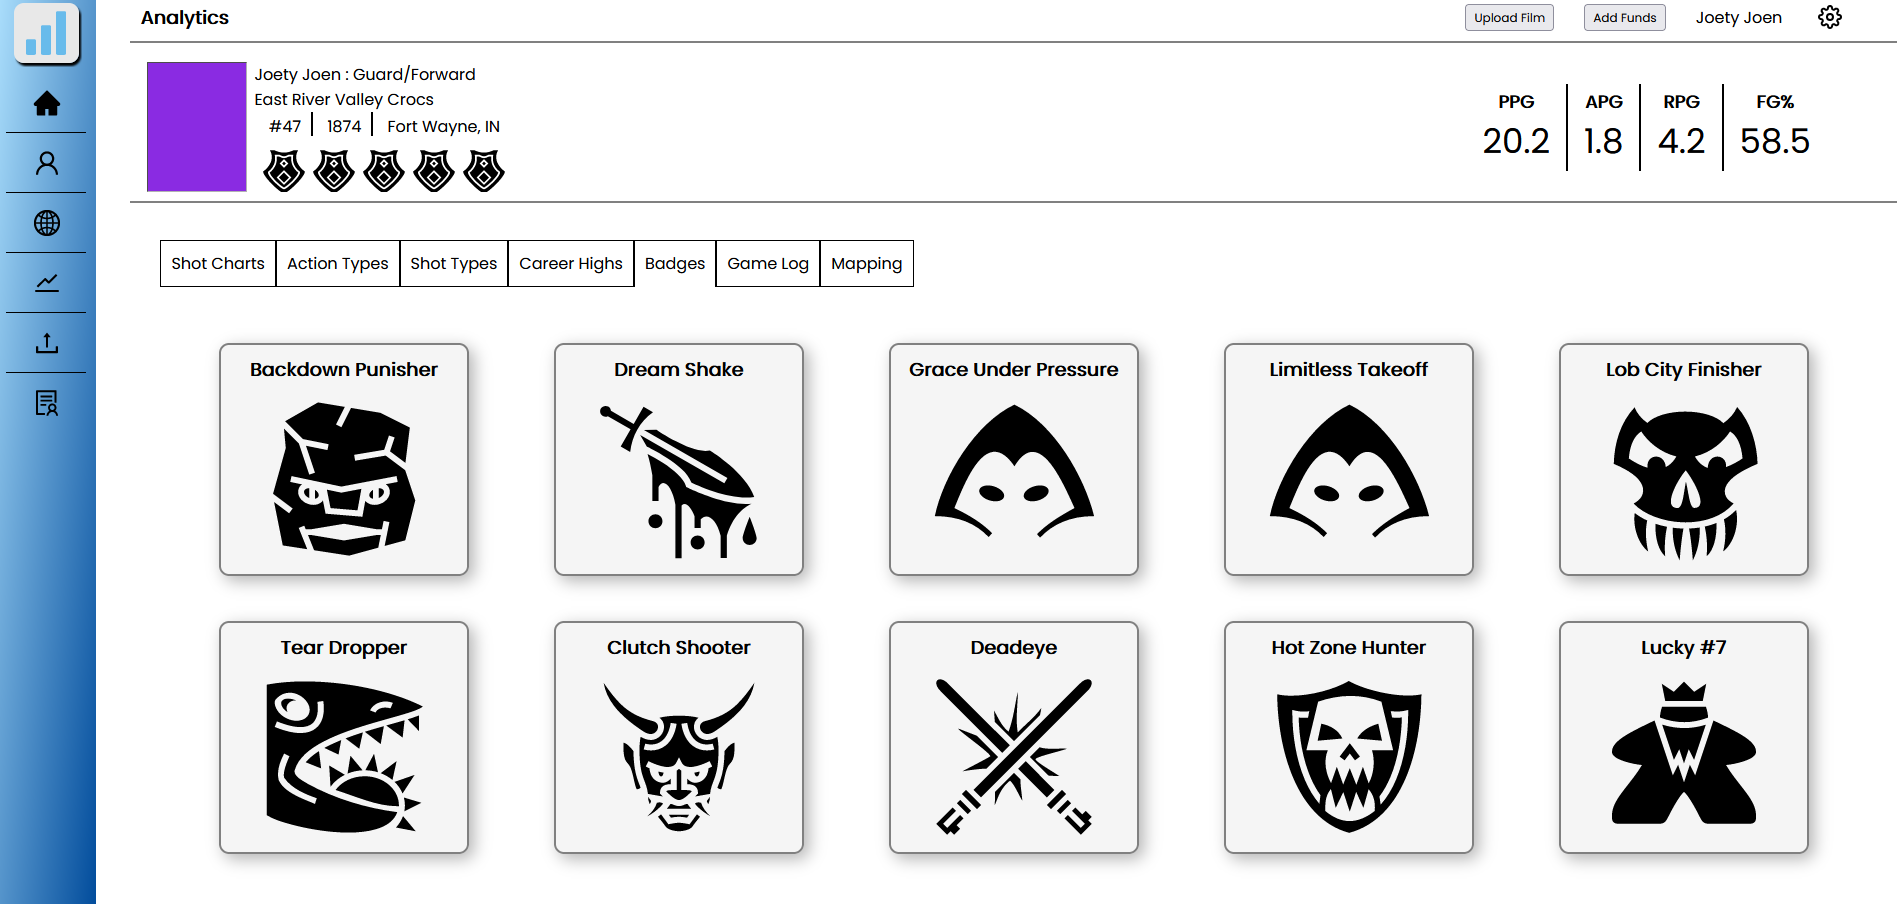 Analytics
Upload Film
Add Funds
Joety Joen
Joety Joen : Guard/Forward
East River Valley Crocs
#47 1874 Fort Wayne, IN
PPG APG RPG FG%
20.2 1.8 4.2 58.5
Shot Charts Action Types Shot Types Career Highs Badges Game Log Mapping
Backdown Punisher
Dream Shake
Grace Under Pressure
Limitless Takeoff
Lob City Finisher
Tear Dropper
Clutch Shooter
Deadeye
Hot Zone Hunter
Lucky #7